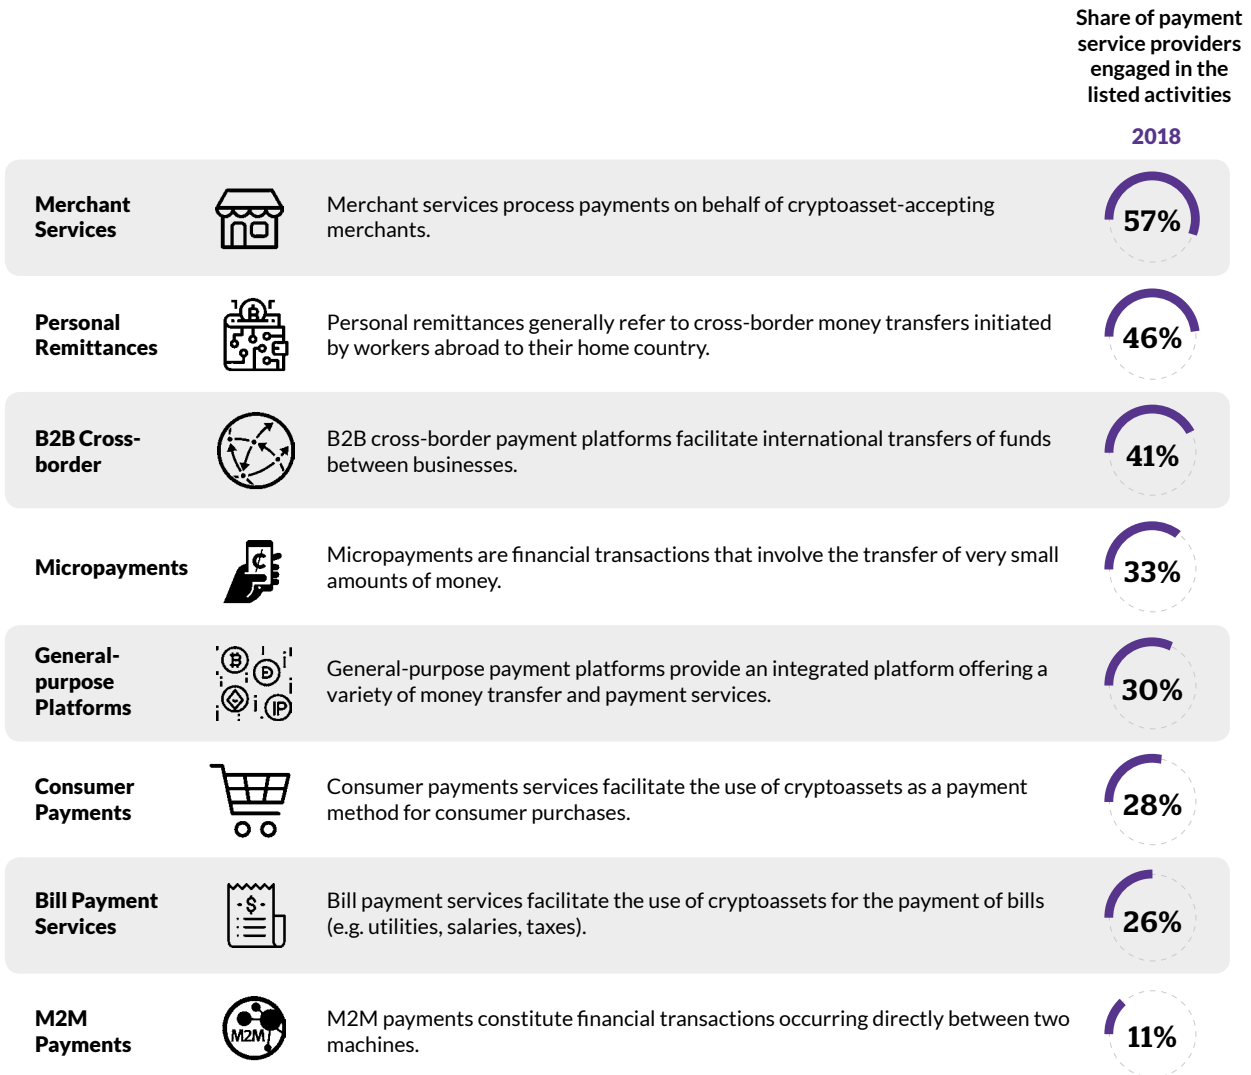 Share of payment
service providers
engaged in the
listed activities
2018
Merchant
Services
Merchant services process payments on behalf of cryptoasset-accepting
merchants.
57%
Personal
Remittances
Personal remittances generally refer to cross-border money transfers initiated
by workers abroad to their home country.
46%
B2B Cross-
border
B2B cross-border payment platforms facilitate international transfers of funds
between businesses.
41%
Micropayments
₵
Micropayments are financial transactions that involve the transfer of very small
amounts of money.
33%
General-
purpose
Platforms
General-purpose payment platforms provide an integrated platform offering a
variety of money transfer and payment services.
30%
Consumer
Payments
Consumer payments services facilitate the use of cryptoassets as a payment
method for consumer purchases.
28%
Bill Payment
Services
-$-
Bill payment services facilitate the use of cryptoassets for the payment of bills
(e.g. utilities, salaries, taxes).
26%
M2M
Payments
M2M
M2M payments constitute financial transactions occurring directly between two
machines.
11%